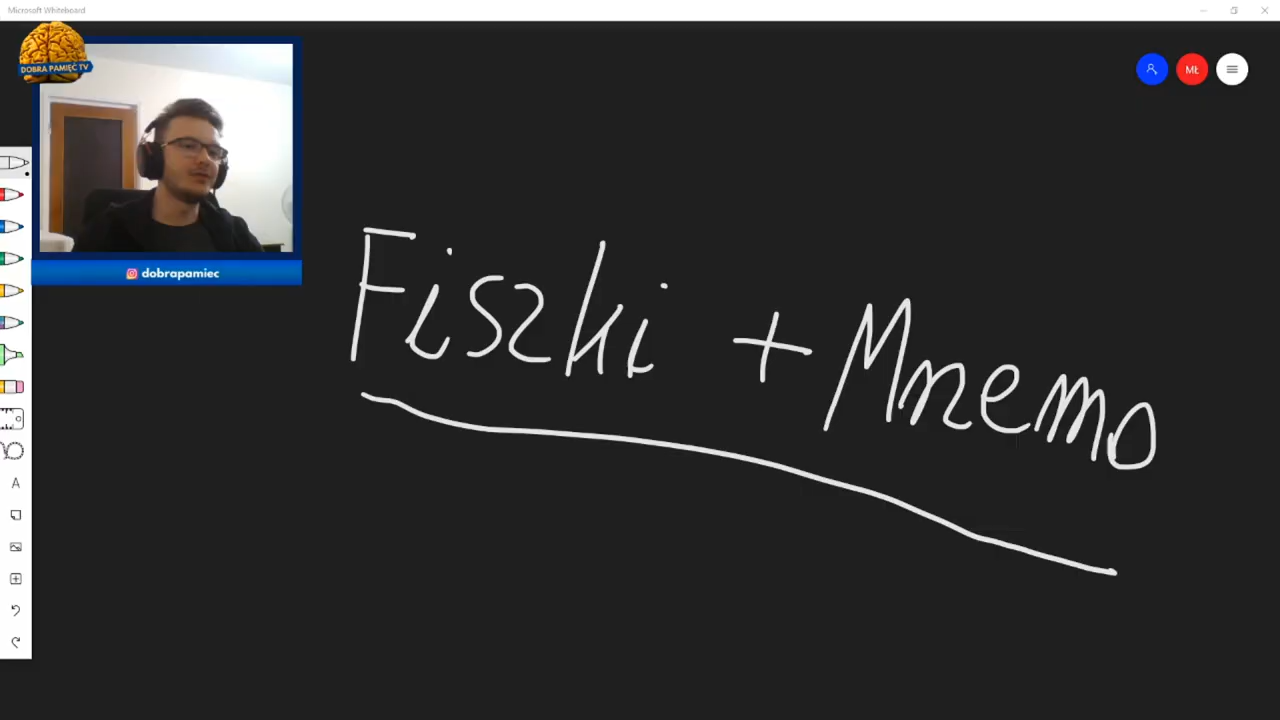 Microsoft Whiteboard
DOBRA PAMIĘĆ TV
MŁ
dobrapamiec
Fiszki + Mnemo
A